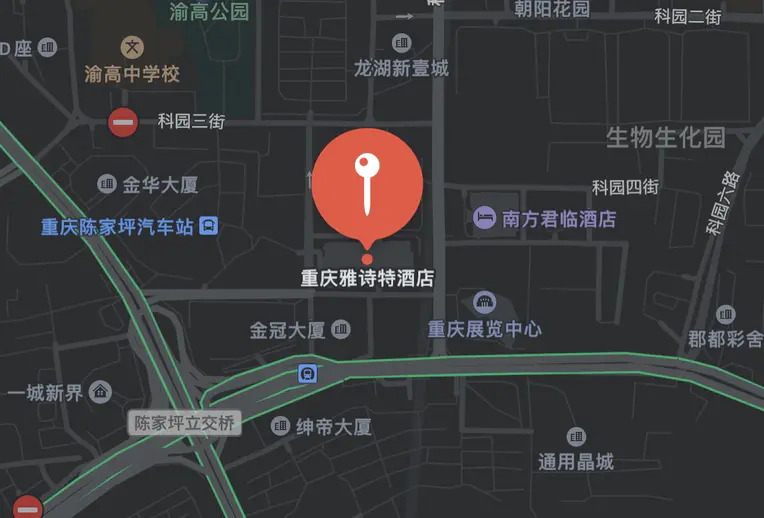 渝高公园
朝阳花园
科园二街
D座
渝高中学校
龙湖新壹城
科园三街
生物生化园
金华大厦
科园四街
科园六路
重庆陈家坪汽车站
南方君临酒店
重庆雅诗特酒店
金冠大厦
重庆展览中心
郡都彩舍
一城新界
陈家坪立交桥
绅帝大厦
通用晶城